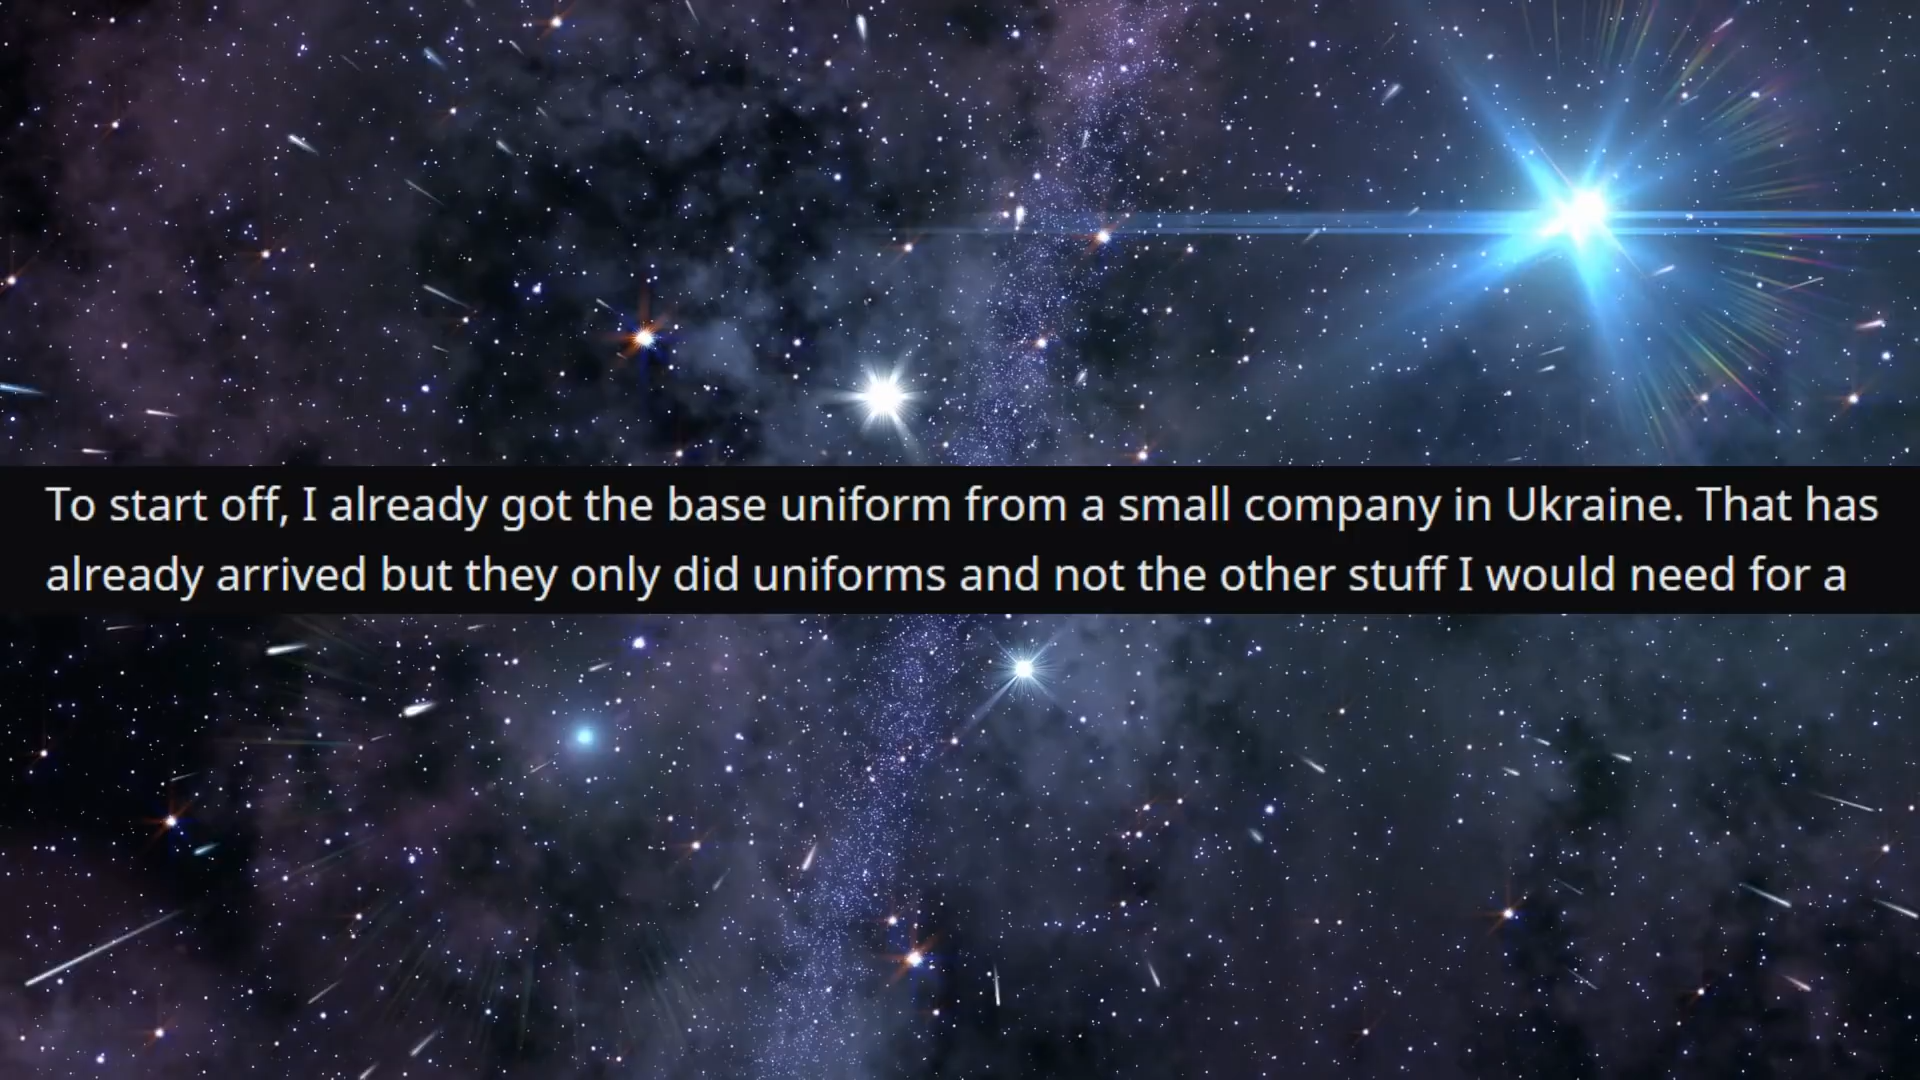 To start off, I already got the base uniform from a small company in Ukraine. That has
already arrived but they only did uniforms and not the other stuff I would need for a